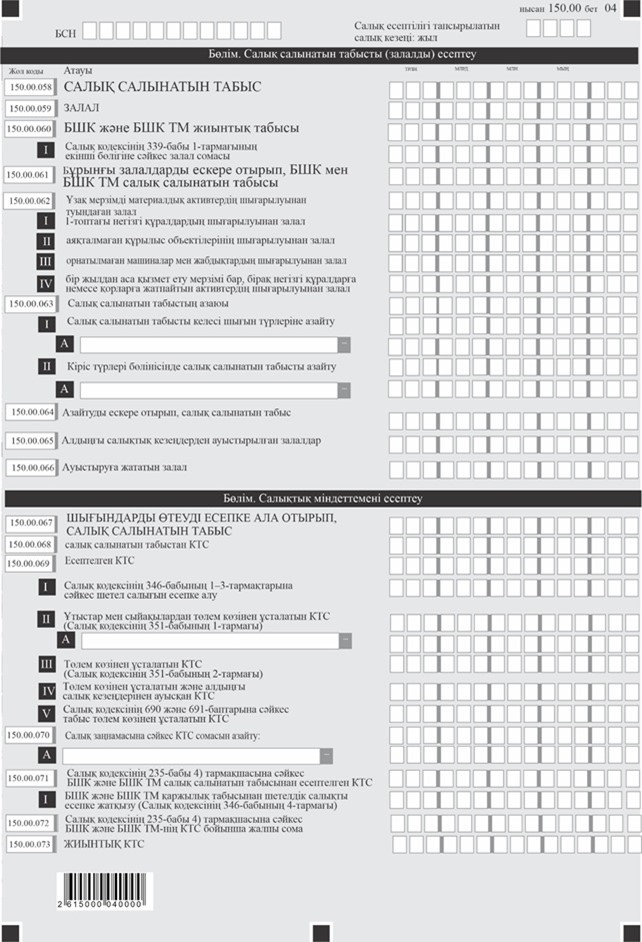 нысан 150.00 бет 04
БСН
Салық есептілігі тапсырылатын
салық кезеңі: жыл
Бөлім. Салық салынатын табысты (залалды) есептеу
Жол коды Атауы
150.00.058 САЛЫҚ САЛЫНАТЫН ТАБЫС
150.00.059 ЗАЛАЛ
150.00.060 БШК және БШК ТМ жиынтық табысы
I Салық кодексінің 339-бабы 1-тармағының
екінші бөлігіне сәйкес залал сомасы
150.00.061 Бұрынғы залалдарды ескере отырып, БШК мен
БШК ТМ салық салынатын табысы
150.00.062 Ұзақ мерзімді материалдық активтердің шығарылуынан
туындаған залал
I 1-топтағы негізгі құралдардың шығарылуынан залал
II аяқталмаған құрылыс объектілерінің шығарылуынан залал
III орнатылмаған машиналар мен жабдықтардың шығарылуынан залал
IV бір жылдан аса қызмет ету мерзімі бар, бірақ негізгі құралдарға
немесе қорларға жатпайтын активтердің шығарылуынан залал
150.00.063 Салық салынатын табыстың азаюы
I Салық салынатын табысты келесі шығын түрлеріне азайту
A
II Кіріс түрлері бөлінісінде салық салынатын табысты азайту
A
150.00.064 Азайтуды ескере отырып, салық салынатын табыс
150.00.065 Алдыңғы салықтық кезеңдерден ауыстырылған залалдар
150.00.066 Ауыстыруға жататын залал
Бөлім. Салықтық міндеттемені есептеу
150.00.067 ШЫҒЫНДАРДЫ ӨТЕУДІ ЕСЕПКЕ АЛА ОТЫРЫП,
САЛЫҚ САЛЫНАТЫН ТАБЫС
150.00.068 салық салынатын табыстан КТС
150.00.069 Есептелген КТС
I Салық кодексінің 346-бабының 1–3-тармақтарына
сәйкес шетел салығын есепке алу
II Ұтыстар мен сыйақылардан төлем көзінен ұсталатын КТС
(Салық кодексінің 351-бабының 1-тармағы)
A
III Төлем көзінен ұсталатын КТС
(Салық кодексінің 351-бабының 2-тармағы)
IV Төлем көзінен ұсталатын және алдыңғы
салық кезеңдерінен ауысқан КТС
V Салық кодексінің 690 және 691-баптарына сәйкес
табыс төлем көзінен ұсталатын КТС
150.00.070 Салық заңнамасына сәйкес КТС сомасын азайту:
A
150.00.071 Салық кодексінің 235-бабы 4) тармақшасына сәйкес
БШК және БШК ТМ салық салынатын табысынан есептелген КТС
I БШК және БШК ТМ қаржылық табысынан шетелдік салықты
есепке жатқызу (Салық кодексінің 346-бабының 4-тармағы)
150.00.072 Салық кодексінің 235-бабы 4) тармақшасына сәйкес
БШК және БШК ТМ-нің КТС бойынша жалпы сома
150.00.073 ЖИЫНТЫҚ КТС
2 615000 040000